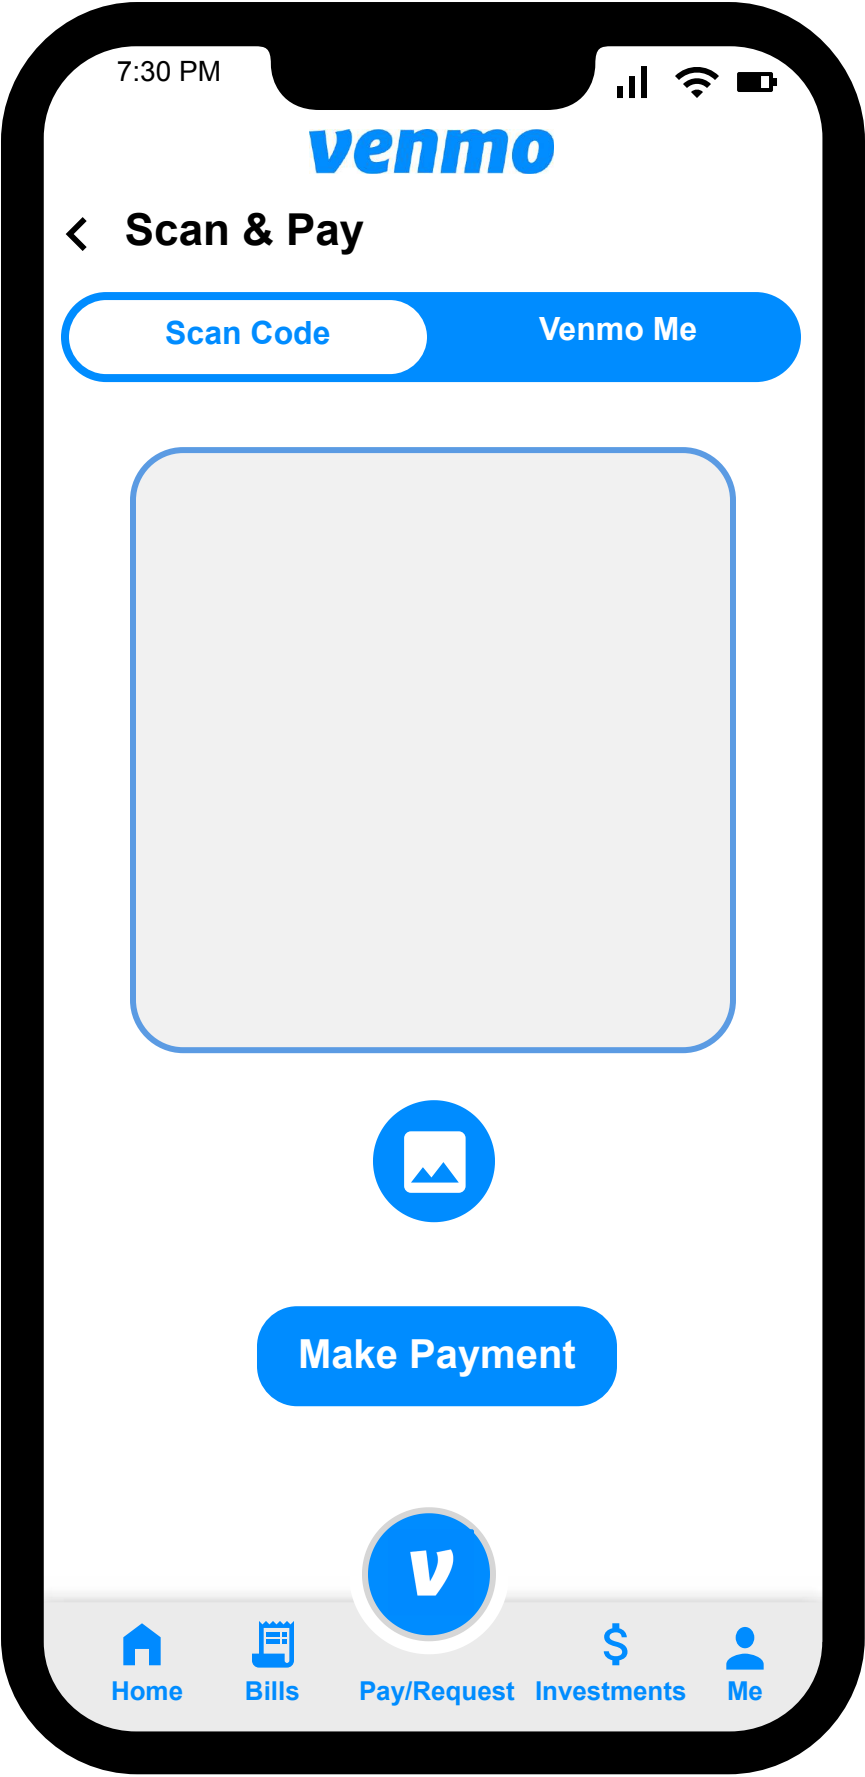 7:30 PM
venmo
Scan & Pay
Scan Code
Venmo Me
Make Payment
V
Home
Bills
Pay/Request
Investments
Me